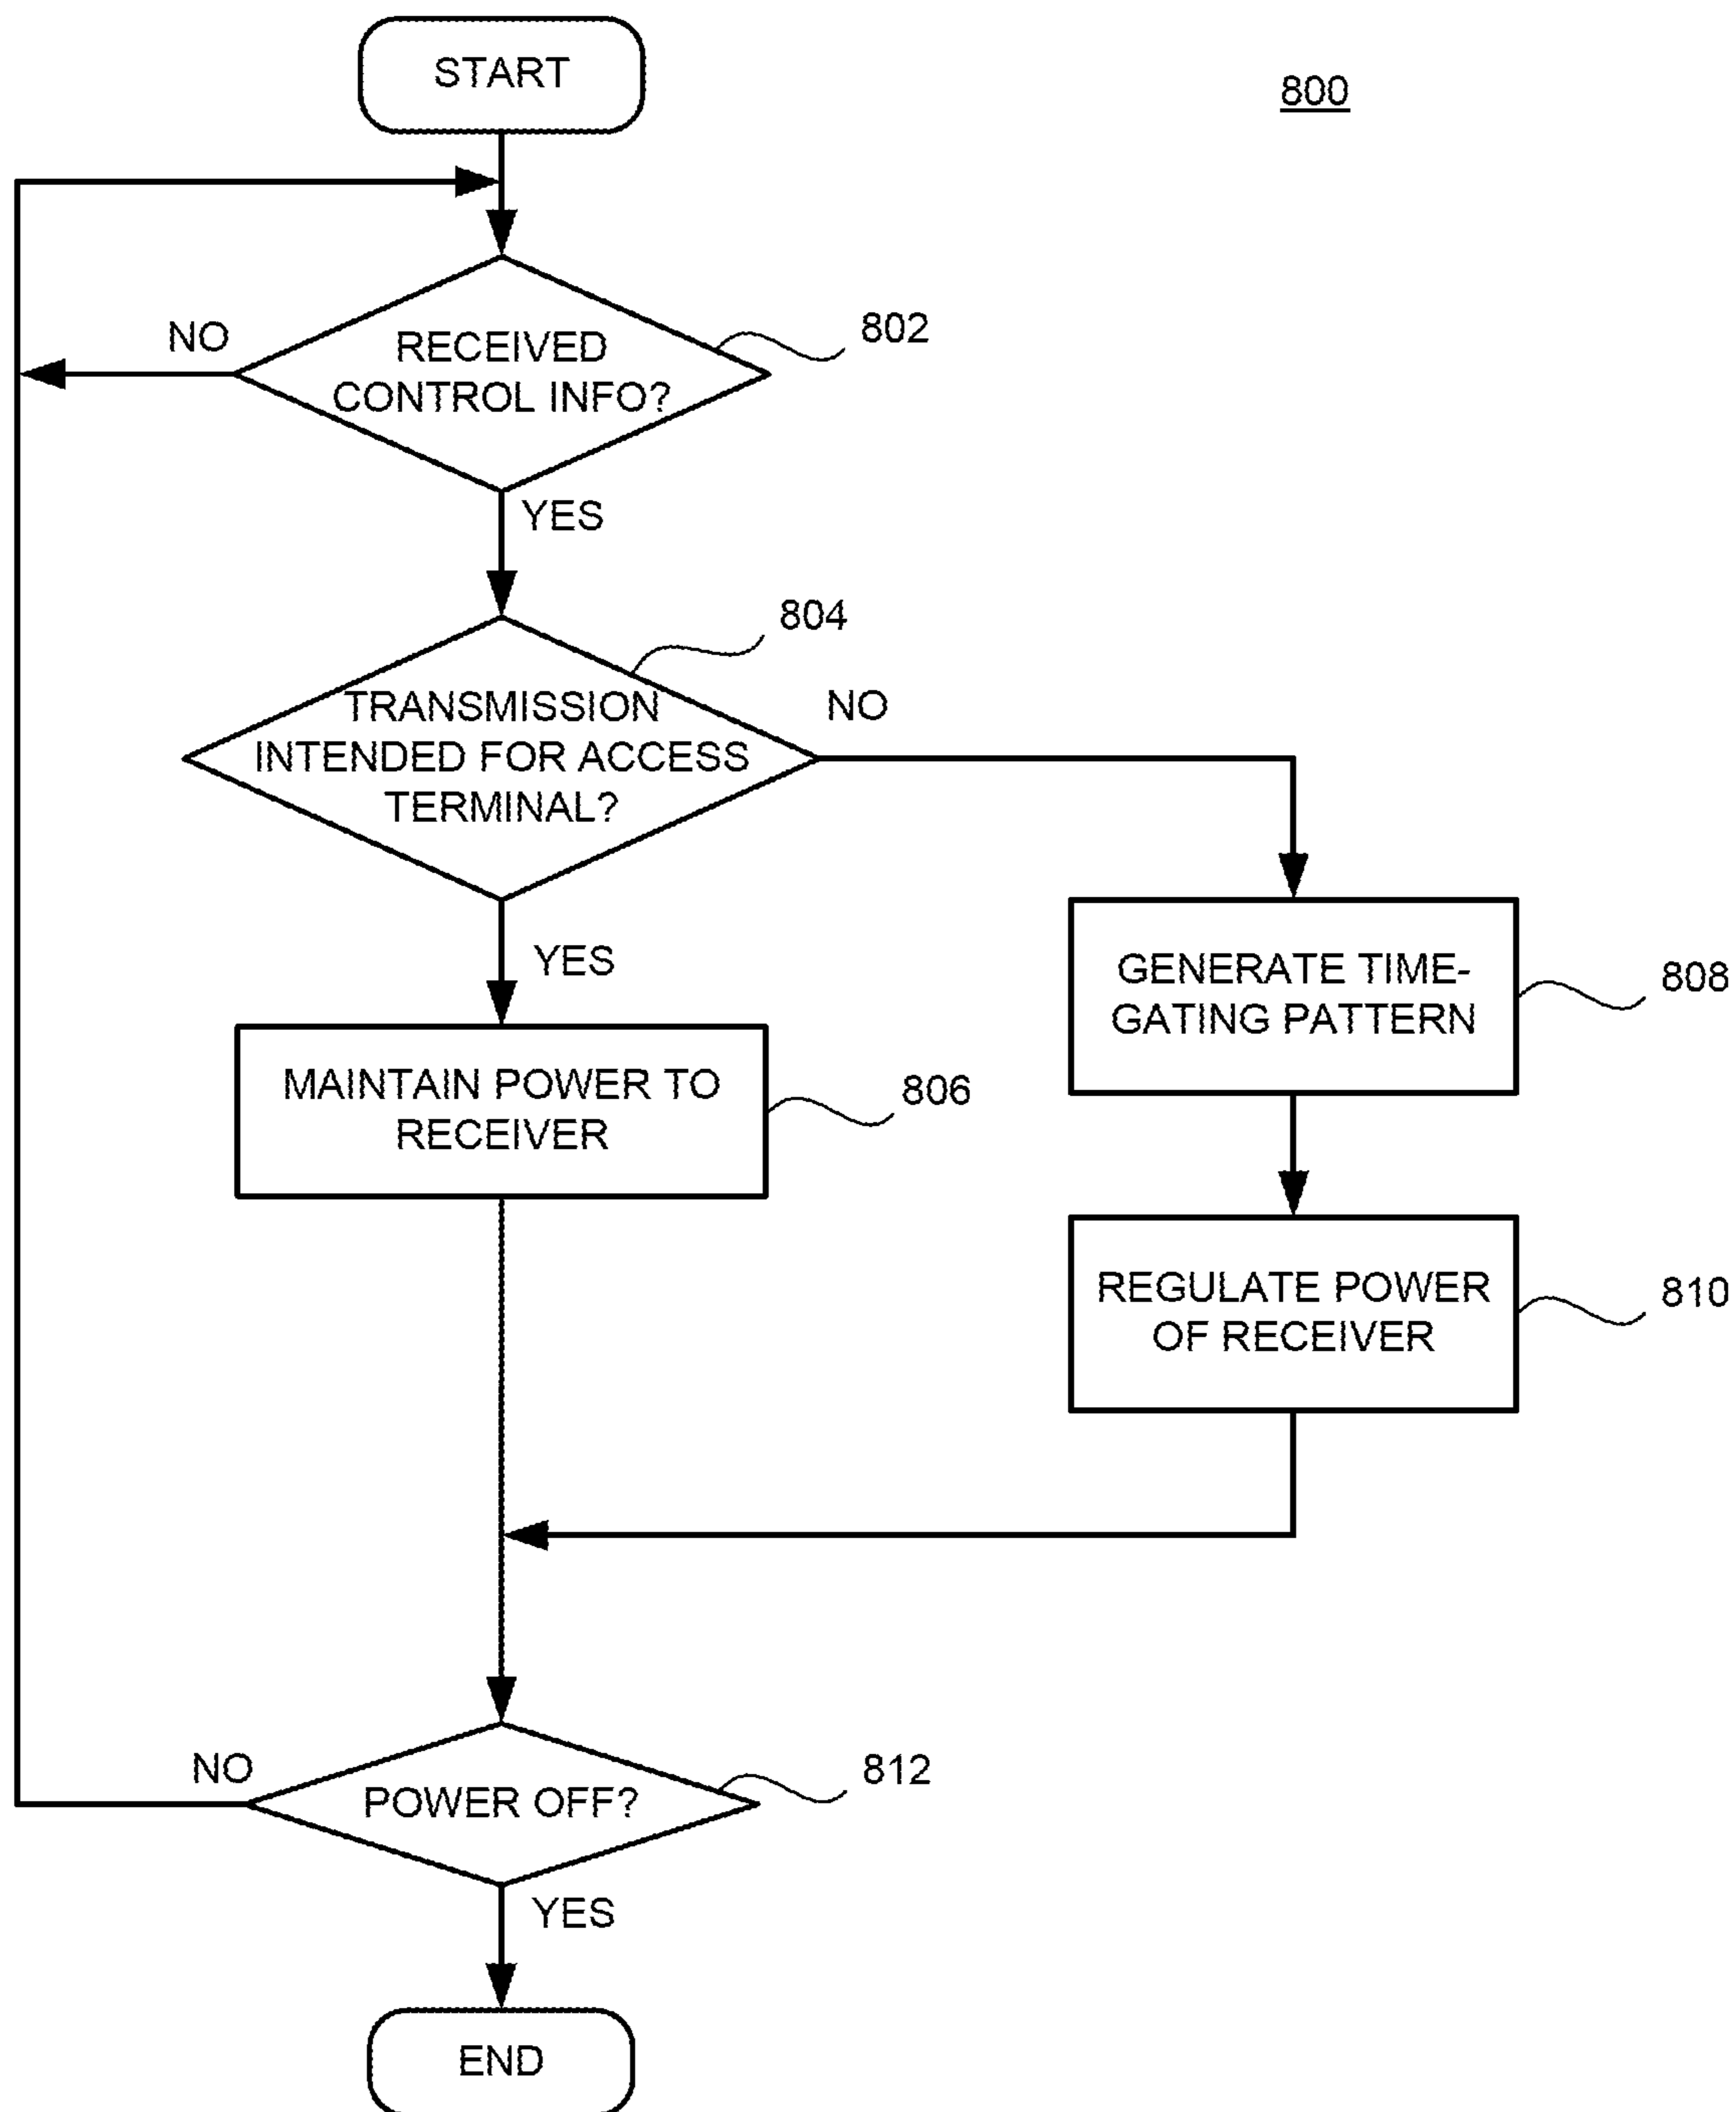 START
800
RECEIVED
CONTROL INFO?
802
NO
YES
804
TRANSMISSION
INTENDED FOR ACCESS
TERMINAL?
NO
YES
GENERATE TIME-
GATING PATTERN
808
MAINTAIN POWER TO
RECEIVER
806
REGULATE POWER
OF RECEIVER
810
NO
POWER OFF?
812
YES
END